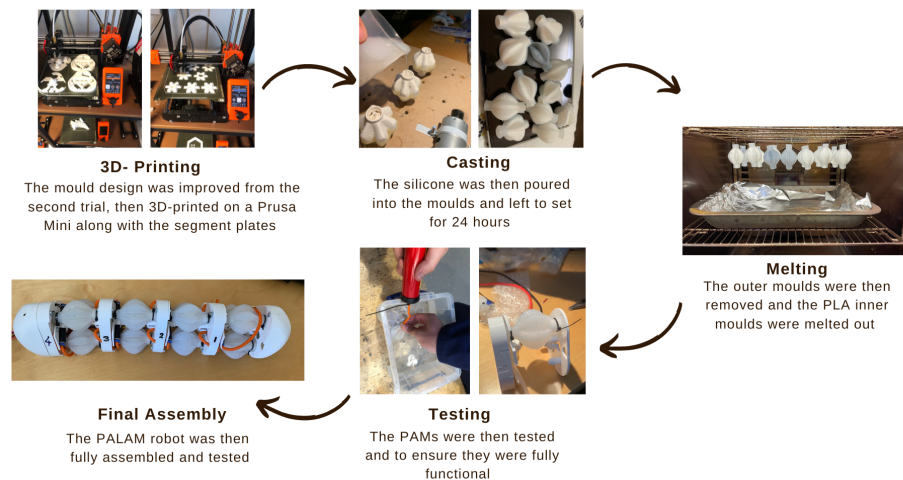 3D- Printing
The mould design was improved from the
second trial, then 3D-printed on a Prusa
Mini along with the segment plates
Casting
The silicone was then poured
into the moulds and left to set
for 24 hours
Melting
The outer moulds were then
removed and the PLA inner
moulds were melted out
Testing
The PAMs were then tested
and to ensure they were fully
functional
Final Assembly
The PALAM robot was then
fully assembled and tested
4
3
2
1